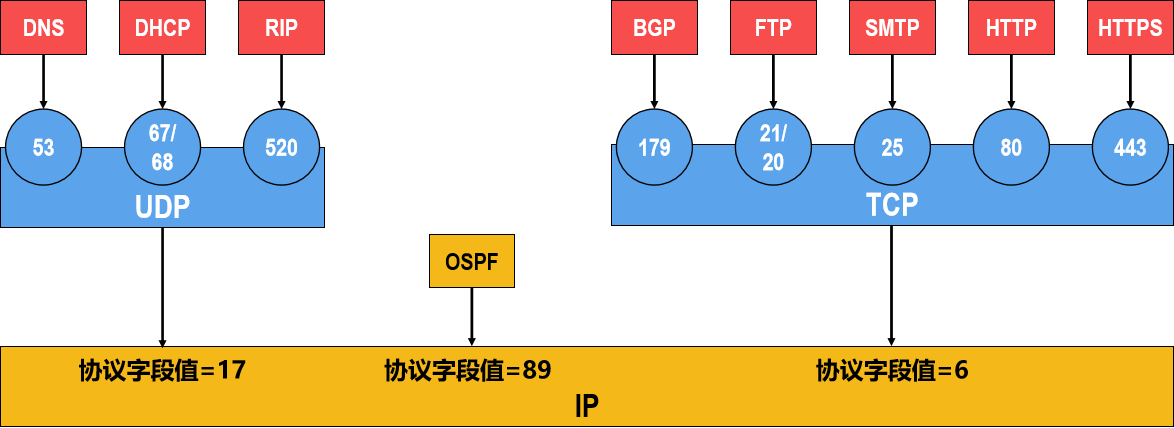 DNS
DHCP
RIP
BGP
FTP
SMTP
HTTP
HTTPS
53
67/
68
520
179
21/
20
25
80
443
UDP
TCP
OSPF
协议字段值=17
协议字段值=89
协议字段值=6
IP